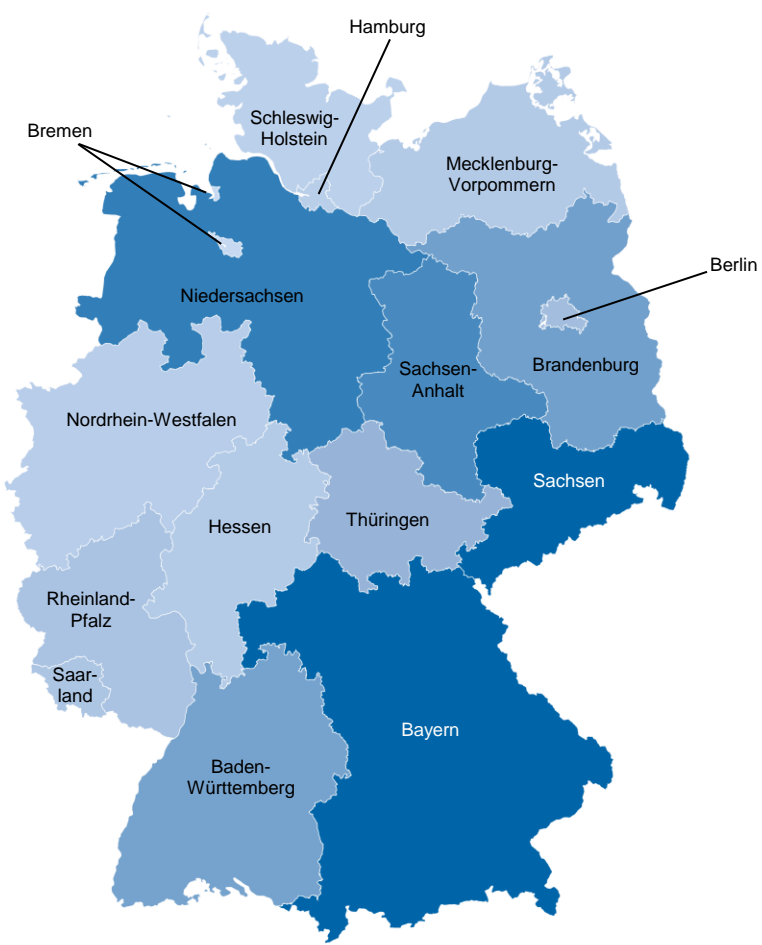 Hamburg
Schleswig-
Holstein
Bremen
Mecklenburg-
Vorpommern
Berlin
Niedersachsen
Brandenburg
Sachsen-
Anhalt
Nordrhein-Westfalen
Sachsen
Thüringen
Hessen
Rheinland-
Pfalz
Saar-
land
Bayern
Baden-
Württemberg